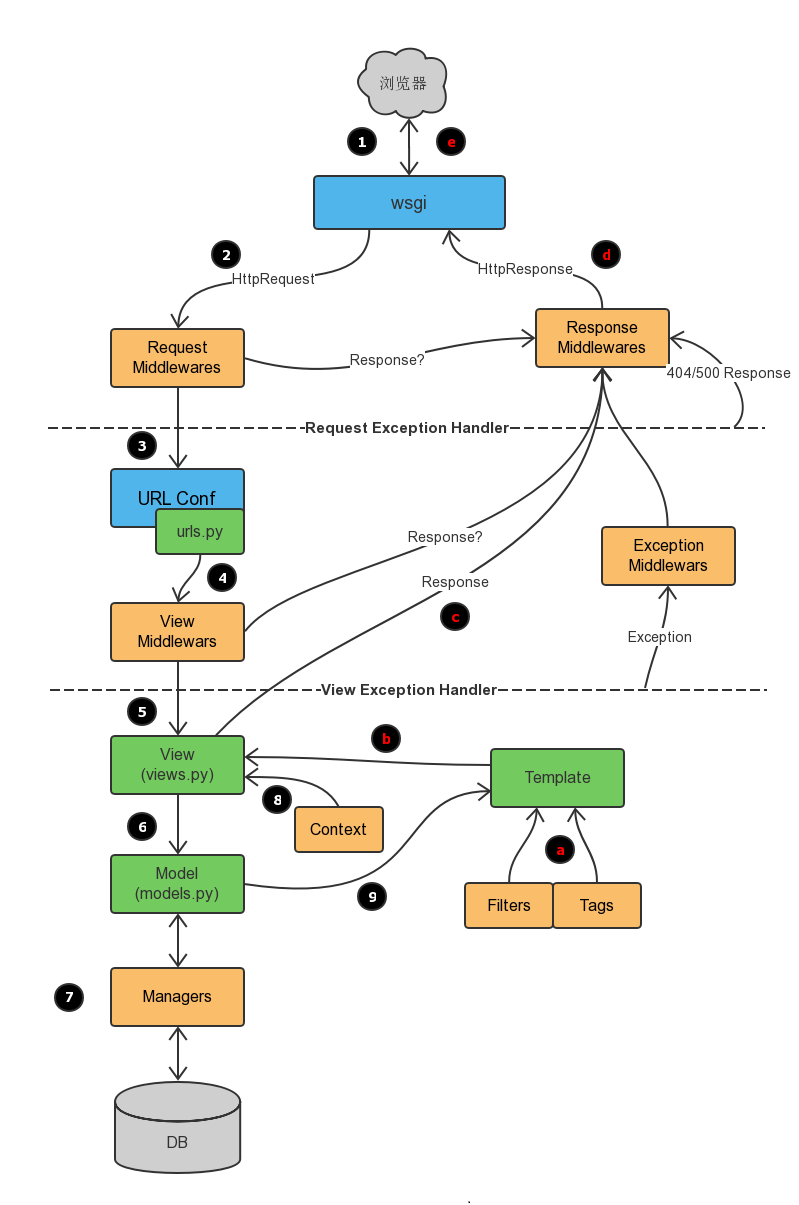 浏览器
1
e
wsgi
2
d
HttpRequest
HttpResponse
Request
Middlewares
Response
Middlewares
Response?
404/500 Response
Request Exception Handler
3
URL Conf
urls.py
Response?
Exception
Middlewars
4
Response
View
Middlewars
c
Exception
View Exception Handler
5
b
View
(views.py)
Template
8
Context
6
a
Model
(models.py)
9
Filters
Tags
7
Managers
DB
.